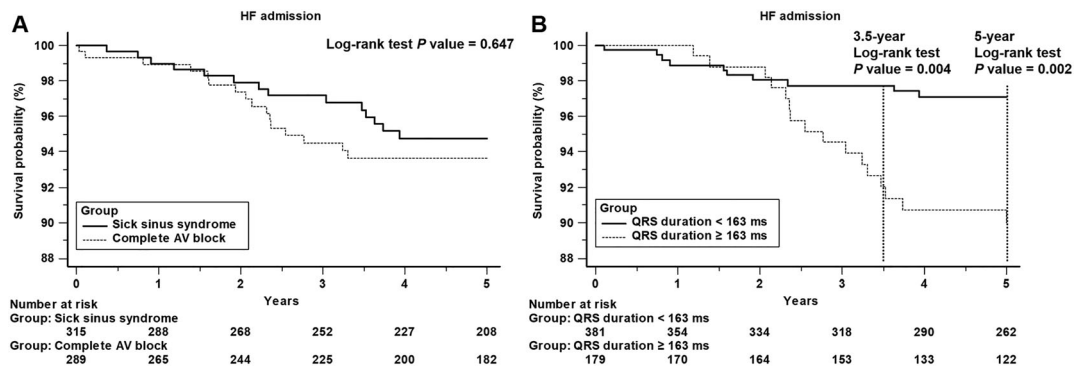 A
HF admission
Log-rank test P value = 0.647
Survival probability (%)
100
98
96
94
92
90
88
Group
Sick sinus syndrome
Complete AV block
0 1 2 3 4 5
Years
Number at risk
Group: Sick sinus syndrome
315 288 268 252 227 208
Group: Complete AV block
289 265 244 225 200 182
B
HF admission
3.5-year
Log-rank test
P value = 0.004
5-year
Log-rank test
P value = 0.002
Survival probability (%)
100
98
96
94
92
90
88
Group
QRS duration < 163 ms
QRS duration ≥ 163 ms
0 1 2 3 4 5
Years
Number at risk
Group: QRS duration < 163 ms
381 354 334 318 290 262
Group: QRS duration ≥ 163 ms
179 170 164 153 133 122